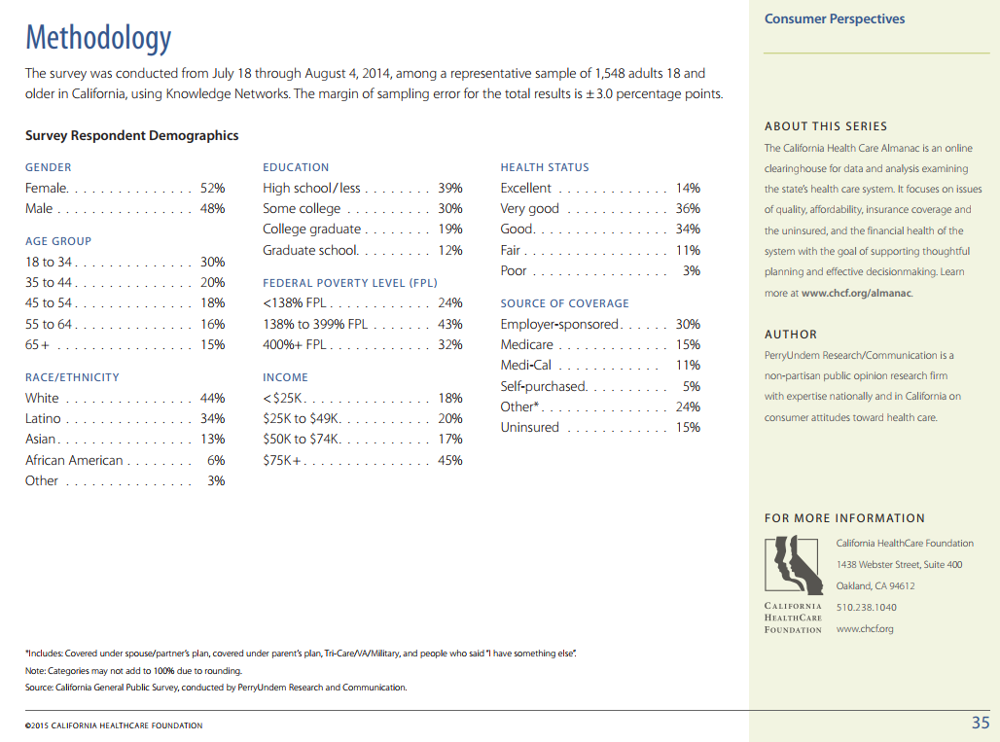 Methodology
The survey was conducted from July 18 through August 4, 2014, among a representative sample of 1,548 adults 18 and
older in California, using Knowledge Networks. The margin of sampling error for the total results is ±3.0 percentage points.
Survey Respondent Demographics
GENDER
Female. . . . . . . . . . . . . . . 52%
Male . . . . . . . . . . . . . . . . 48%
AGE GROUP
18 to 34 . . . . . . . . . . . . . . 30%
35 to 44 . . . . . . . . . . . . . . 20%
45 to 54 . . . . . . . . . . . . . . 18%
55 to 64 . . . . . . . . . . . . . . 16%
65+ . . . . . . . . . . . . . . . . 15%
RACE/ETHNICITY
White . . . . . . . . . . . . . . . 44%
Latino . . . . . . . . . . . . . . . 34%
Asian . . . . . . . . . . . . . . . . 13%
African American . . . . . . . . 6%
Other . . . . . . . . . . . . . . . 3%
EDUCATION
High school/less . . . . . . . . 39%
Some college . . . . . . . . . . 30%
College graduate . . . . . . . . 19%
Graduate school. . . . . . . . . 12%
FEDERAL POVERTY LEVEL (FPL)
<138% FPL . . . . . . . . . . . . 24%
138% to 399% FPL . . . . . . . 43%
400%+ FPL . . . . . . . . . . . . 32%
INCOME
<$25K. . . . . . . . . . . . . . . 18%
$25K to $49K. . . . . . . . . . . 20%
$50K to $74K. . . . . . . . . . . 17%
$75K+ . . . . . . . . . . . . . . . 45%
HEALTH STATUS
Excellent . . . . . . . . . . . . . 14%
Very good . . . . . . . . . . . . 36%
Good. . . . . . . . . . . . . . . . 34%
Fair . . . . . . . . . . . . . . . . . 11%
Poor . . . . . . . . . . . . . . . . 3%
SOURCE OF COVERAGE
Employer-sponsored . . . . . . 30%
Medicare . . . . . . . . . . . . . 15%
Medi-Cal . . . . . . . . . . . . 11%
Self-purchased. . . . . . . . . . 5%
Other* . . . . . . . . . . . . . . . 24%
Uninsured . . . . . . . . . . . . 15%
*Includes: Covered under spouse/partner's plan, covered under parent's plan, Tri-Care/VA/Military, and people who said "I have something else".
Note: Categories may not add to 100% due to rounding.
Source: California General Public Survey, conducted by PerryUndem Research and Communication.
©2015 CALIFORNIA HEALTHCARE FOUNDATION
Consumer Perspectives
ABOUT THIS SERIES
The California Health Care Almanac is an online
clearinghouse for data and analysis examining
the state's health care system. It focuses on issues
of quality, affordability, insurance coverage and
the uninsured, and the financial health of the
system with the goal of supporting thoughtful
planning and effective decisionmaking. Learn
more at www.chcf.org/almanac.
AUTHOR
PerryUndem Research/Communication is a
non-partisan public opinion research firm
with expertise nationally and in California on
consumer attitudes toward health care.
FOR MORE INFORMATION
CALIFORNIA
HEALTHCARE
FOUNDATION
California HealthCare Foundation
1438 Webster Street, Suite 400
Oakland, CA 94612
510.238.1040
www.chcf.org
35